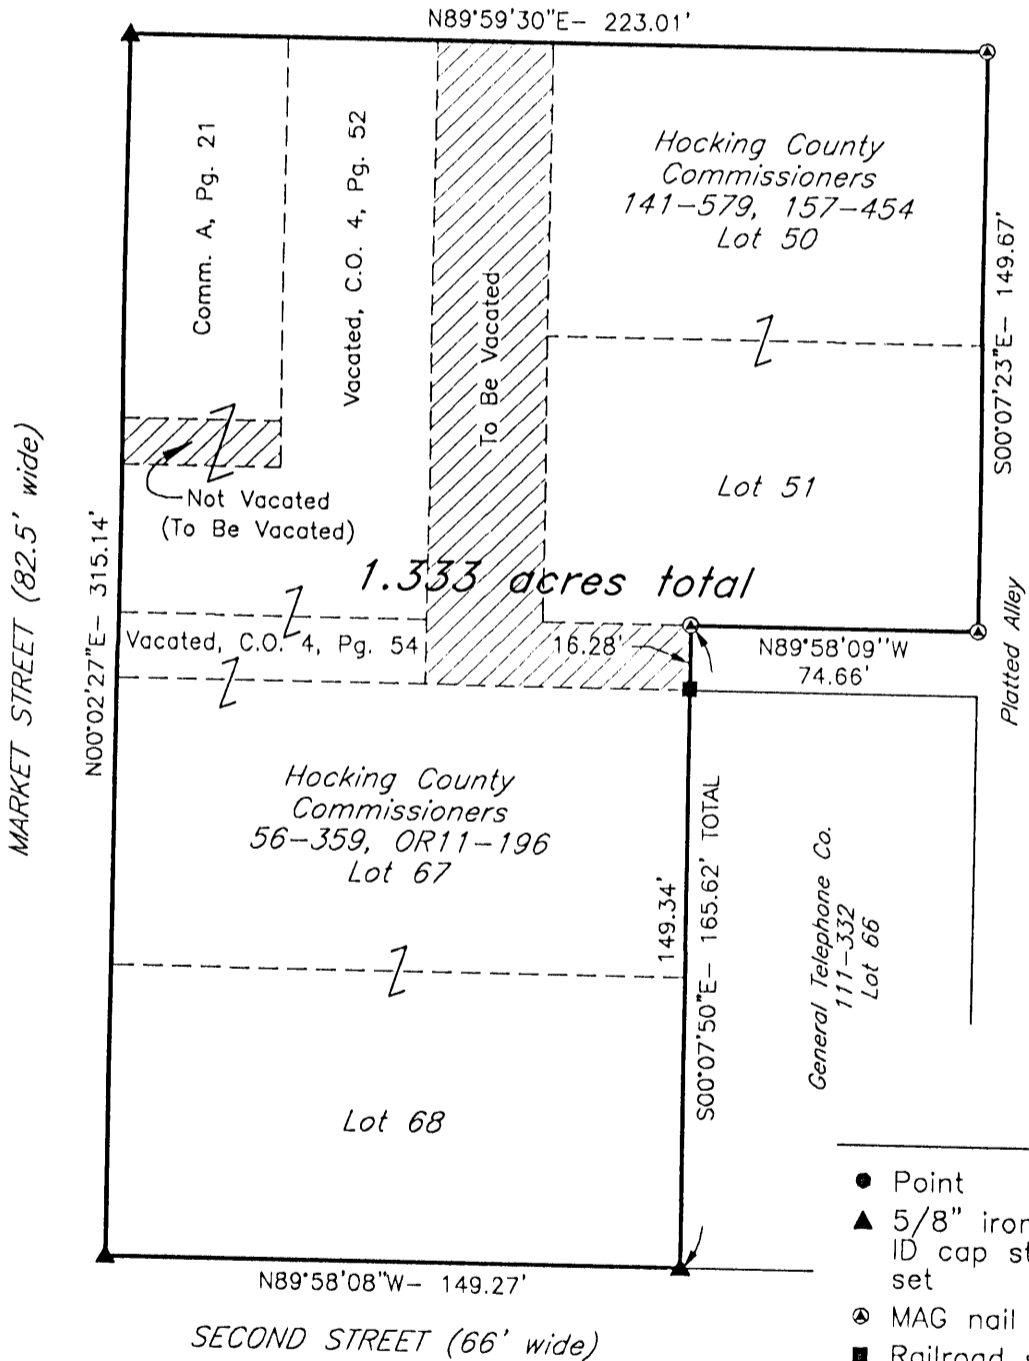 N89°59'30"E- 223.01'
Comm. A, Pg. 21
Vacated, C.O. 4, Pg. 52
To Be Vacated
Hocking County
Commissioners
141-579, 157-454
Lot 50
S00°07'23"E- 149.67'
Lot 51
Not Vacated
(To Be Vacated)
MARKET STREET (82.5' wide)
N00°02'27"E- 315.14'
1.333 acres total
Vacated, C.O. 4, Pg. 54
16.28'
N89°58'09"W
74.66'
Platted Alley
Hocking County
Commissioners
56-359, OR11-196
Lot 67
149.34'
S00°07'50"E- 165.62' TOTAL
General Telephone Co.
111-332
Lot 66
Lot 68
N89°58'08"W- 149.27'
SECOND STREET (66' wide)
Point
5/8" iron
ID cap
set
MAG nail
Railroad